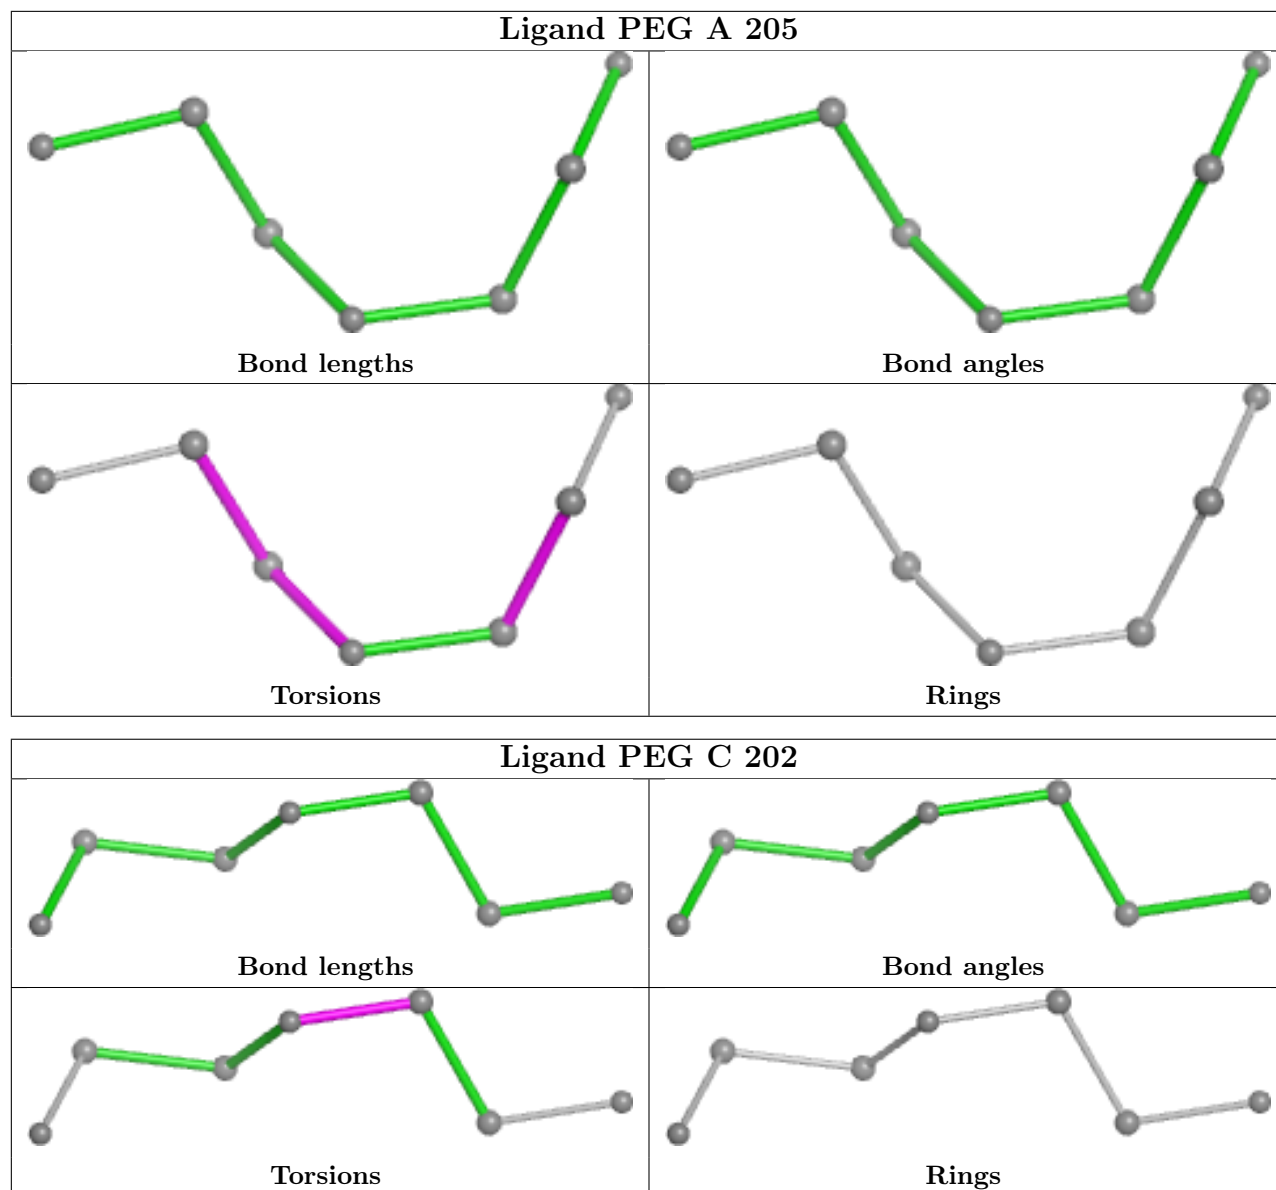 Ligand PEG A 205
Bond lengths
Bond angles
Torsions
Rings
Ligand PEG C 202
Bond lengths
Bond angles
Torsions
Rings